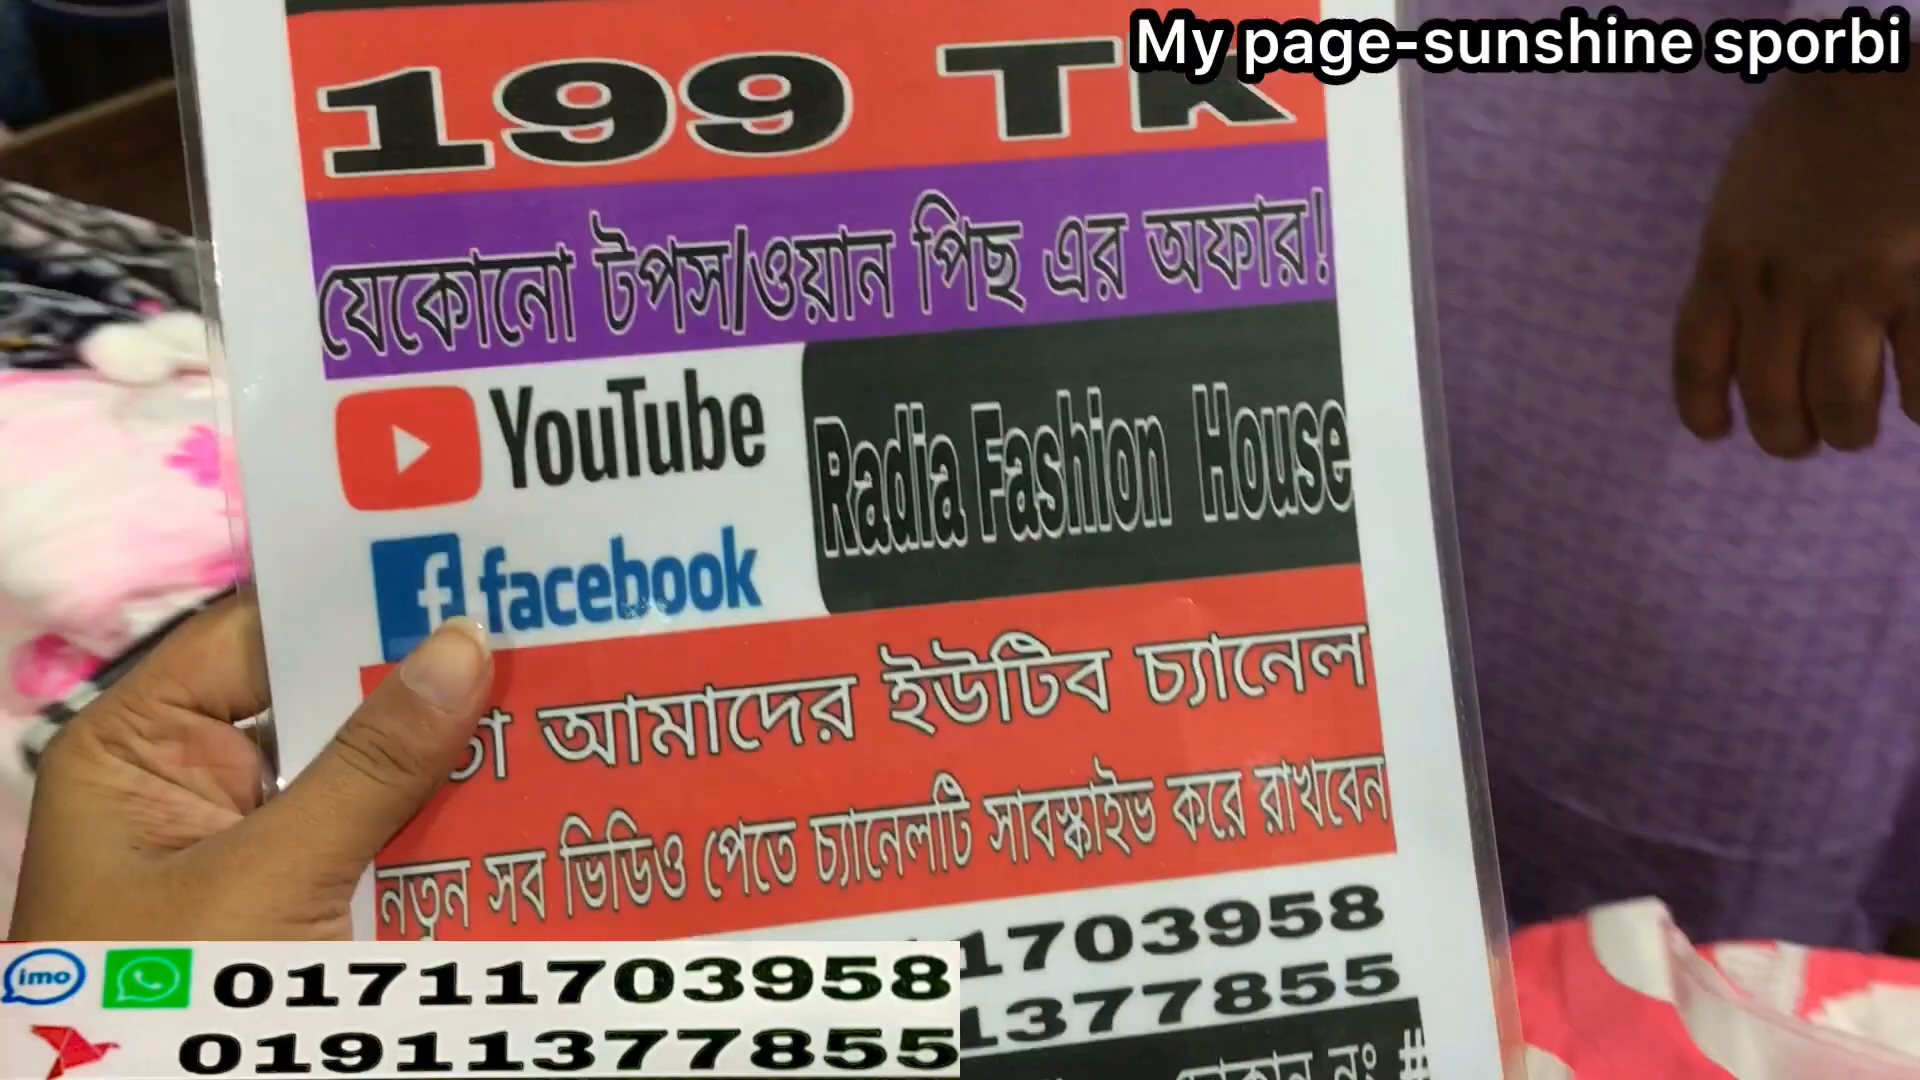 My page-sunshine sporbi
199 TK
যেকোনো টপস/ওয়ান পিছ এর অফার!
YouTube
Radia Fashion House
facebook
আমাদের ইউটিব চ্যানেল
নতুন সব ভিডিও পেতে চ্যানেলটি সাবস্ক্রাইভ করে রাখবেন
1703958
1377855
imo 01711703958
01911377855
দোকান নং #